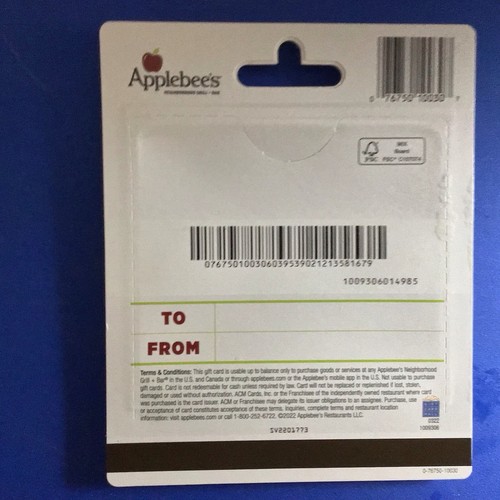 Applebee's
NEIGHBORHOOD GRILL + BAR
0 76750 10030 7
MIX
Board
FSC
07675010030603953902121358167​9
1009306014985
TO
FROM
Terms & Conditions: This gift card is usable up to balance only to purchase goods or services at any Applebee's Neighborhood
Grill + Bar® in the U.S. and Canada or through applebees.com or the Applebee's mobile app in the U.S. Not usable to purchase
gift cards. Card is not redeemable for cash unless required by law. Card will not be replaced or replenished if lost, stolen,
damaged or used without authorization. ACM Cards, Inc. or the Franchisee of the independently owned restaurant where card
was purchased is the card issuer. ACM or Franchisee may delegate its issuer obligations to an assignee. Purchase, use
or acceptance of card constitutes acceptance of these terms. Inquiries, complete terms and restaurant location
information: visit applebees.com or call 1-800-252-6722. ©2022 Applebee's Restaurants LLC.
0322
1009306
SV2201773
0-76750-10030